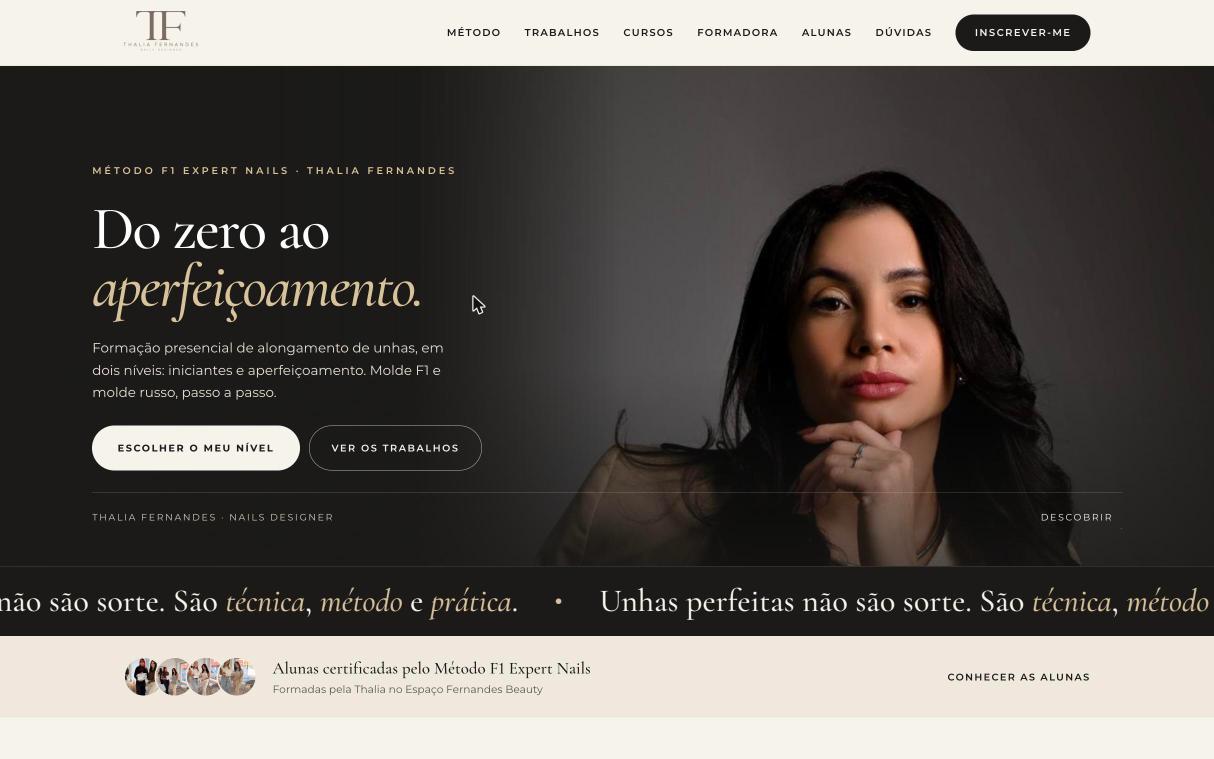 TF
THALIA FERNANDES
NAILS DESIGNER
MÉTODO TRABALHOS CURSOS FORMADORA ALUNAS DÚVIDAS INSCREVER-ME
MÉTODO F1 EXPERT NAILS · THALIA FERNANDES
Do zero ao
aperfeiçoamento.
Formação presencial de alongamento de unhas, em
dois níveis: iniciantes e aperfeiçoamento. Molde F1 e
molde russo, passo a passo.
ESCOLHER O MEU NÍVEL VER OS TRABALHOS
THALIA FERNANDES · NAILS DESIGNER DESCOBRIR
não são sorte. São técnica, método e prática. • Unhas perfeitas não são sorte. São técnica, método
Alunas certificadas pelo Método F1 Expert Nails
Formadas pela Thalia no Espaço Fernandes Beauty
CONHECER AS ALUNAS